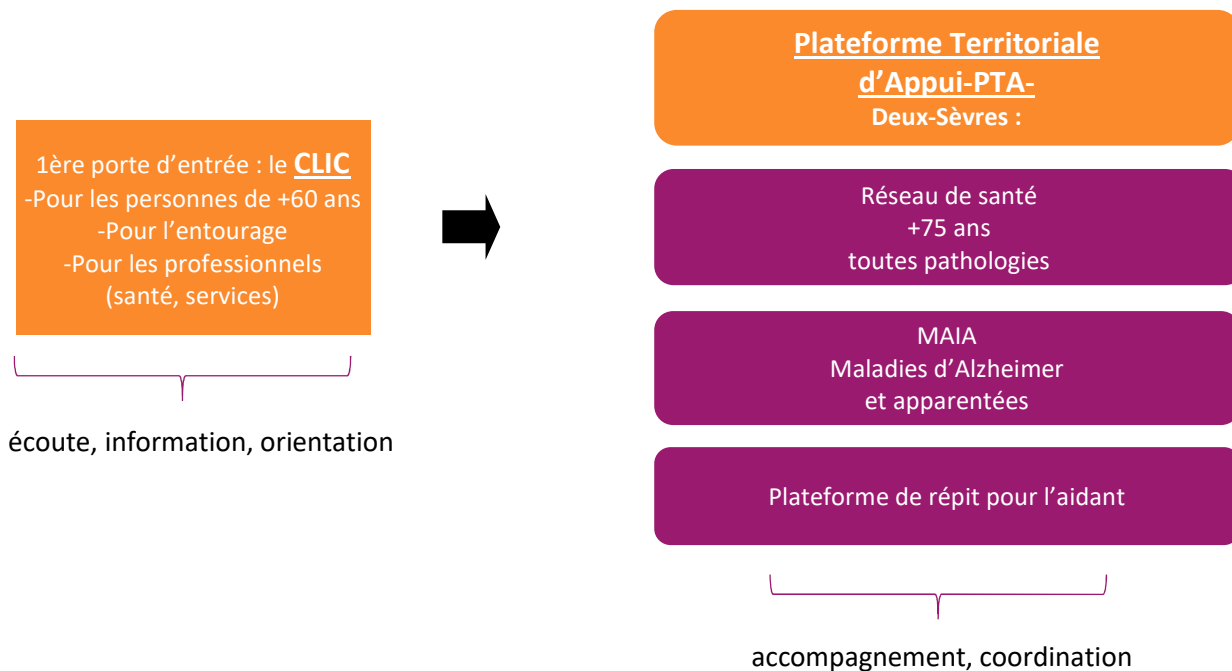 1ère porte d’entrée : le CLIC
-Pour les personnes de +60 ans
-Pour l’entourage
-Pour les professionnels
(santé, services)
écoute, information, orientation
Plateforme Territoriale
d’Appui-PTA-
Deux-Sèvres :
Réseau de santé
+75 ans
toutes pathologies
MAIA
Maladies d’Alzheimer
et apparentées
Plateforme de répit pour l’aidant
accompagnement, coordination